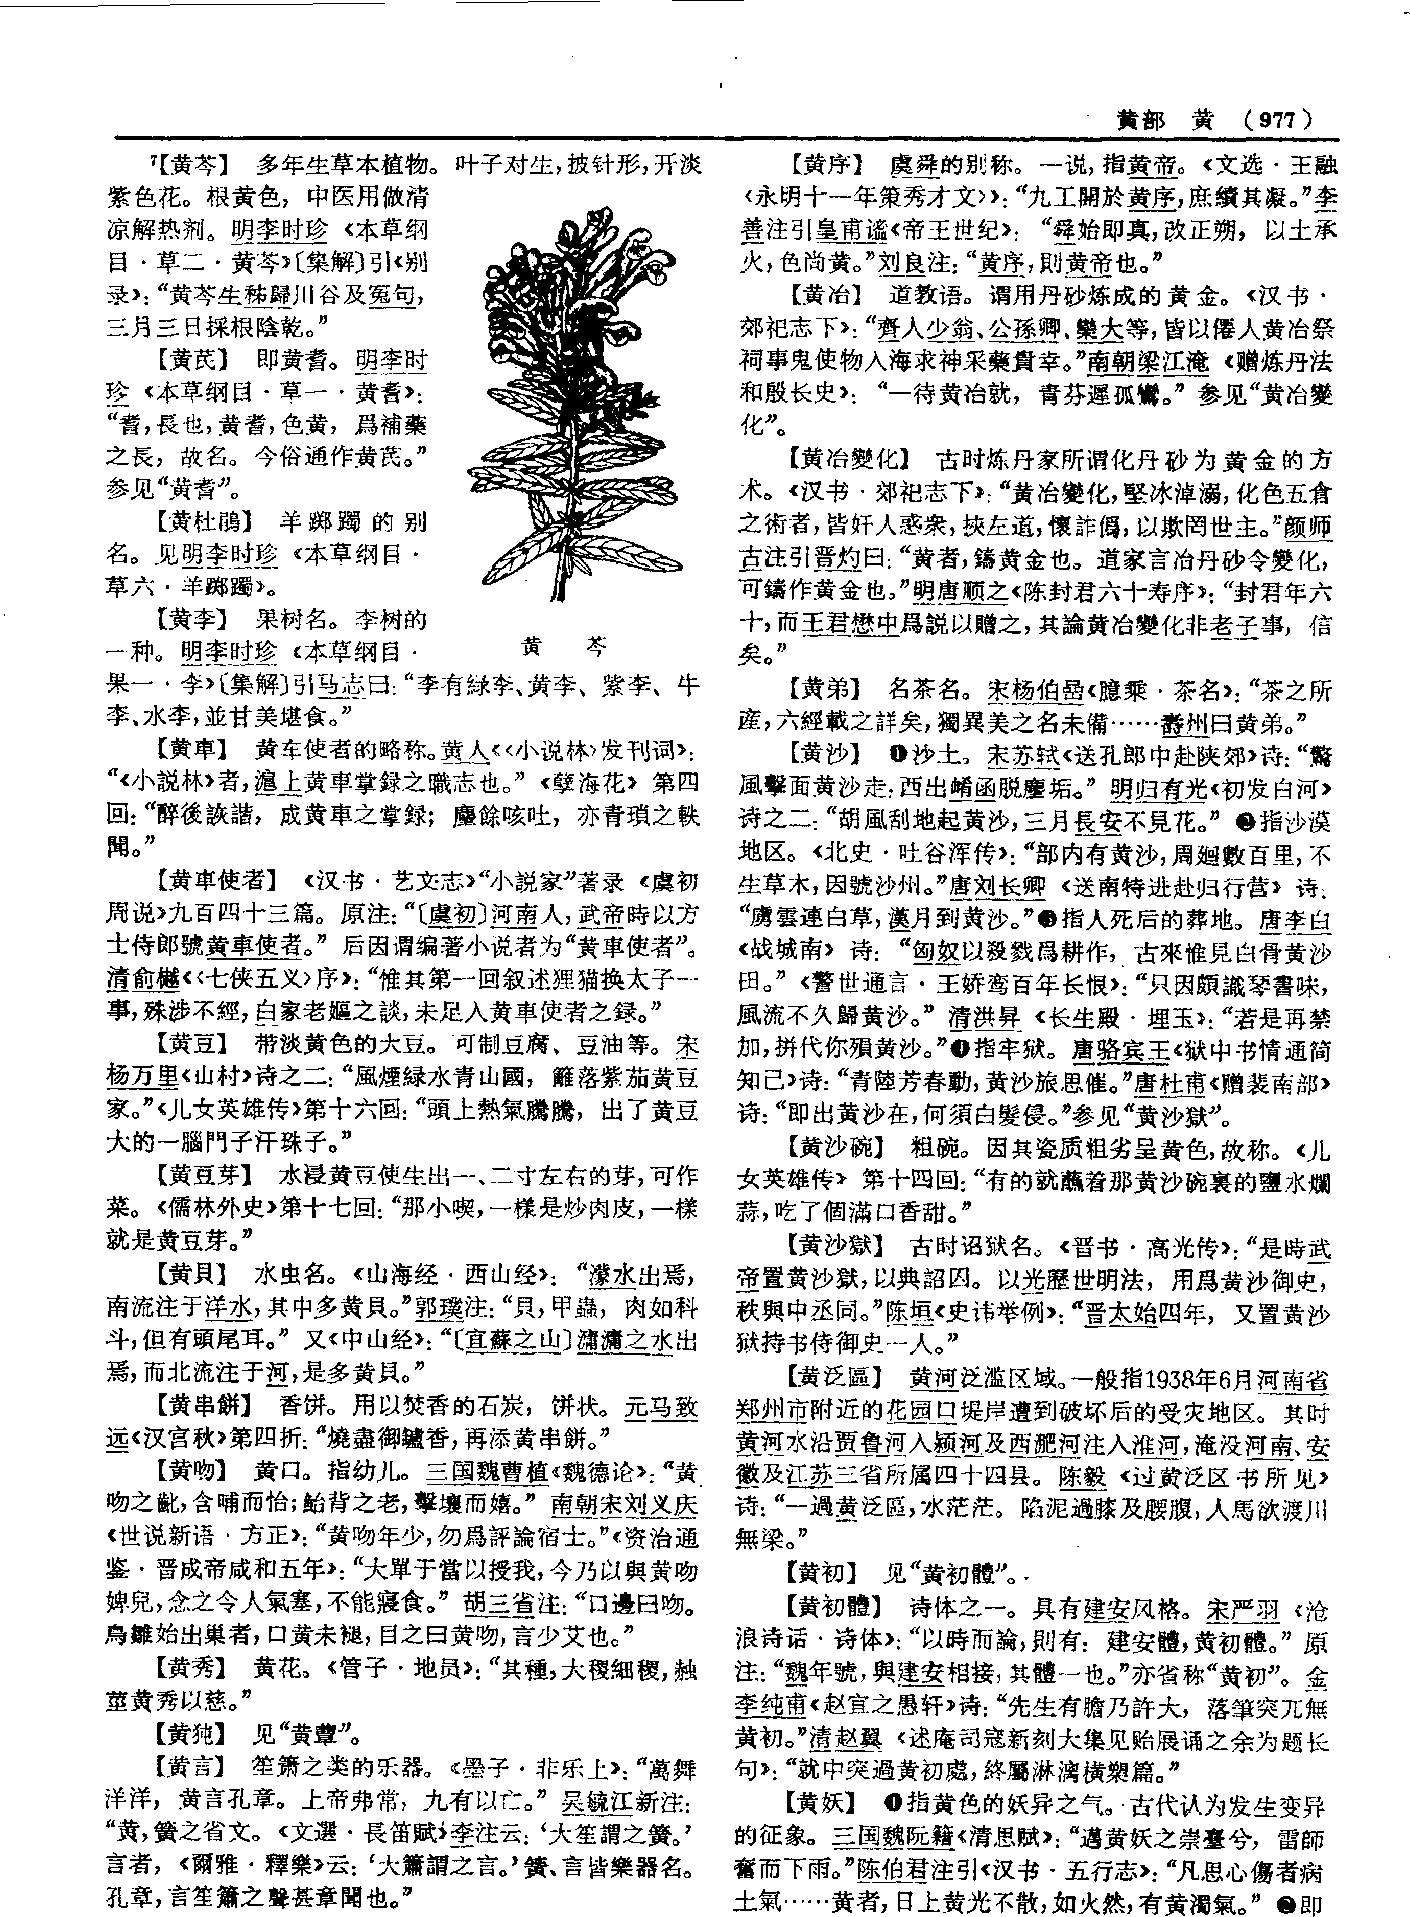 黄部　黄　（977）
【黄芩】　多年生草本植物。叶子对生，披针形，开淡
紫色花。根黄色，中医用做清
凉解热剂。明李时珍《本草纲
目·草二·黄芩》〔集解〕引《别
录》：“黄芩生秭歸川谷及冤句，
三月三日採根陰乾。”
【黄芪】　即黄耆。明李时
珍《本草纲目·草一·黄耆》：
“耆，長也，黄耆，色黄，爲補藥
之長，故名。今俗通作黄芪。”
参见“黄耆”。
【黄杜鹃】　羊踯躅的别
名。见明李时珍《本草纲目·
草六·羊踯躅》。
【黄李】　果树名。李树的
一种。明李时珍《本草纲目·
黄　芩
果一·李》〔集解〕引马志曰：“李有緑李、黄李、紫李、牛
李、水李，並甘美堪食。”
【黄車】　黄车使者的略称。黄人《〈小说林〉发刊词》：
“《小説林》者，滬上黄車掌録之職志也。”《孽海花》第四
回：“醉後詼諧，成黄車之掌録；麈餘咳吐，亦青瑣之軼
聞。”
【黄車使者】　《汉书·艺文志》“小説家”著录《虞初
周说》九百四十三篇。原注：“〔虞初〕河南人，武帝時以方
士侍郎號黄車使者。”后因谓编著小说者为“黄車使者”。
清俞樾《〈七侠五义〉序》：“惟其第一回叙述狸猫换太子一
事，殊涉不經，白家老嫗之談，未足入黄車使者之録。”
【黄豆】　带淡黄色的大豆。可制豆腐、豆油等。宋
杨万里《山村》诗之二：“風煙緑水青山國，籬落紫茄黄豆
家。”《儿女英雄传》第十六回：“頭上熱氣騰騰，出了黄豆
大的一腦門子汗珠子。”
【黄豆芽】　水浸黄豆使生出一、二寸左右的芽，可作
菜。《儒林外史》第十七回：“那小喫，一樣是炒肉皮，一樣
就是黄豆芽。”
【黄貝】　水虫名。《山海经·西山经》：“濛水出焉，
南流注于洋水，其中多黄貝。”郭璞注：“貝，甲蟲，肉如科
斗，但有頭尾耳。”又《中山经》：“〔宜蘇之山〕滽滽之水出
焉，而北流注于河，是多黄貝。”
【黄串餅】　香饼。用以焚香的石炭，饼状。元马致
远《汉宫秋》第四折：“燒盡御鑪香，再添黄串餅。”
【黄吻】　黄口。指幼儿。三国魏曹植《魏德论》：“黄
吻之齔，含哺而怡；鮐背之老，擊壤而嬉。”南朝宋刘义庆
《世说新语·方正》：“黄吻年少，勿爲評論宿士。”《资治通
鉴·晋成帝咸和五年》：“大單于當以授我，今乃以與黄吻
婢兒，念之令人氣塞，不能寢食。”胡三省注：“口邊曰吻。
鳥雛始出巢者，口黄未褪，目之曰黄吻，言少艾也。”
【黄秀】　黄花。《管子·地员》：“其種，大稷細稷，赨
莖黄秀以慈。”
【黄㹠】　见“黄蕈”。
【黄言】　笙箫之类的乐器。《墨子·非乐上》：“萬舞
洋洋，黄言孔章。上帝弗常，九有以亡。”吴毓江新注：
“黄，簧之省文。《文選·長笛賦》李注云：‘大笙謂之簧。’
言者，《爾雅·釋樂》云：‘大簫謂之言。’簧、言皆樂器名。
孔章，言笙簫之聲甚章聞也。”
【黄序】　虞舜的别称。一说，指黄帝。《文选·王融
〈永明十一年策秀才文〉》：“九工開於黄序，庶績其凝。”李
善注引皇甫谧《帝王世纪》：“舜始即真，改正朔，以土承
火，色尚黄。”刘良注：“黄序，則黄帝也。”
【黄冶】　道教语。谓用丹砂炼成的黄金。《汉书·
郊祀志下》：“齊人少翁、公孫卿、欒大等，皆以僊人黄冶祭
祠事鬼使物入海求神采藥貴幸。”南朝梁江淹《赠炼丹法
和殷长史》：“一待黄冶就，青芬遲孤鸞。”参见“黄冶變
化”。
【黄冶變化】　古时炼丹家所谓化丹砂为黄金的方
术。《汉书·郊祀志下》：“黄冶變化，堅冰淖溺，化色五倉
之術者，皆奸人惑衆，挾左道，懷詐僞，以欺罔世主。”颜师
古注引晋灼曰：“黄者，鑄黄金也。道家言冶丹砂令變化，
可鑄作黄金也。”明唐顺之《陈封君六十寿序》：“封君年六
十，而王君懋中爲説以贈之，其論黄冶變化非老子事，信
矣。”
【黄弟】　名茶名。宋杨伯嵒《臆乘·茶名》：“茶之所
産，六經載之詳矣，獨異美之名未備……壽州曰黄弟。”
【黄沙】　❶沙土。宋苏轼《送孔郎中赴陕郊》诗：“驚
風擊面黄沙走，西出崤函脱塵垢。”明归有光《初发白河》
诗之二：“胡風刮地起黄沙，三月長安不見花。”❷指沙漠
地区。《北史·吐谷浑传》：“部内有黄沙，周迴數百里，不
生草木，因號沙州。”唐刘长卿《送南特进赴归行营》诗：
“虜雲連白草，漢月到黄沙。”❸指人死后的葬地。唐李白
《战城南》诗：“匈奴以殺戮爲耕作，古來惟見白骨黄沙
田。”《警世通言·王娇鸾百年长恨》：“只因頗識琴書味，
風流不久歸黄沙。”清洪昇《长生殿·埋玉》：“若是再禁
加，拚代你殞黄沙。”❹指牢狱。唐骆宾王《狱中书情通简
知己》诗：“青陸芳春動，黄沙旅思催。”唐杜甫《赠裴南部》
诗：“即出黄沙在，何須白髮侵。”参见“黄沙獄”。
【黄沙碗】　粗碗。因其瓷质粗劣呈黄色，故称。《儿
女英雄传》第十四回：“有的就蘸着那黄沙碗裏的鹽水爛
蒜，吃了個滿口香甜。”
【黄沙獄】　古时诏狱名。《晋书·高光传》：“是時武
帝置黄沙獄，以典詔囚。以光歷世明法，用爲黄沙御史，
秩與中丞同。”陈垣《史讳举例》：“晋太始四年，又置黄沙
狱持书侍御史一人。”
【黄泛區】　黄河泛滥区域。一般指1938年6月河南省
郑州市附近的花园口堤岸遭到破坏后的受灾地区。其时
黄河水沿贾鲁河入颍河及西淝河注入淮河，淹没河南、安
徽及江苏三省所属四十四县。陈毅《过黄泛区书所见》
诗：“一過黄泛區，水茫茫。陷泥過膝及腰腹，人馬欲渡川
無梁。”
【黄初】　见“黄初體”。
【黄初體】　诗体之一。具有建安风格。宋严羽《沧
浪诗话·诗体》：“以時而論，則有：建安體，黄初體。”原
注：“魏年號，與建安相接，其體一也。”亦省称“黄初”。金
李纯甫《赵宜之愚轩》诗：“先生有膽乃許大，落筆突兀無
黄初。”清赵翼《述庵司寇新刻大集见贻展诵之余为题长
句》：“就中突過黄初處，終屬淋漓横槊篇。”
【黄妖】　❶指黄色的妖异之气。古代认为发生变异
的征象。三国魏阮籍《清思赋》：“邁黄妖之崇臺兮，雷師
奮而下雨。”陈伯君注引《汉书·五行志》：“凡思心傷者病
土氣……黄者，日上黄光不散，如火然，有黄濁氣。”❷即